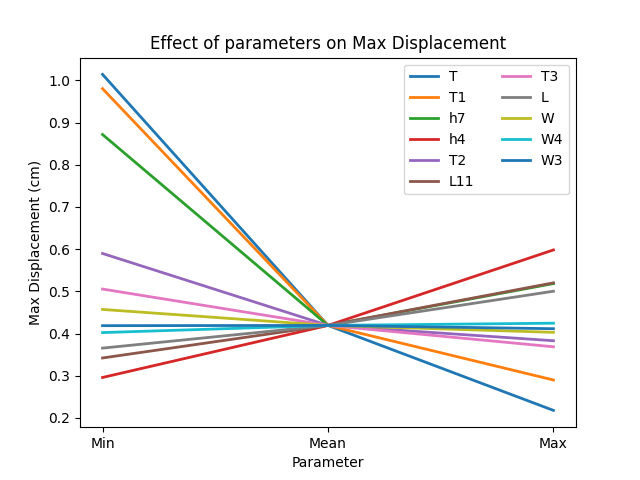 Effect of parameters on Max Displacement
Max Displacement (cm)
1.0
0.9
0.8
0.7
0.6
0.5
0.4
0.3
0.2
T
T1
h7
h4
T2
L11
T3
L
W
W4
W3
Min
Mean
Max
Parameter